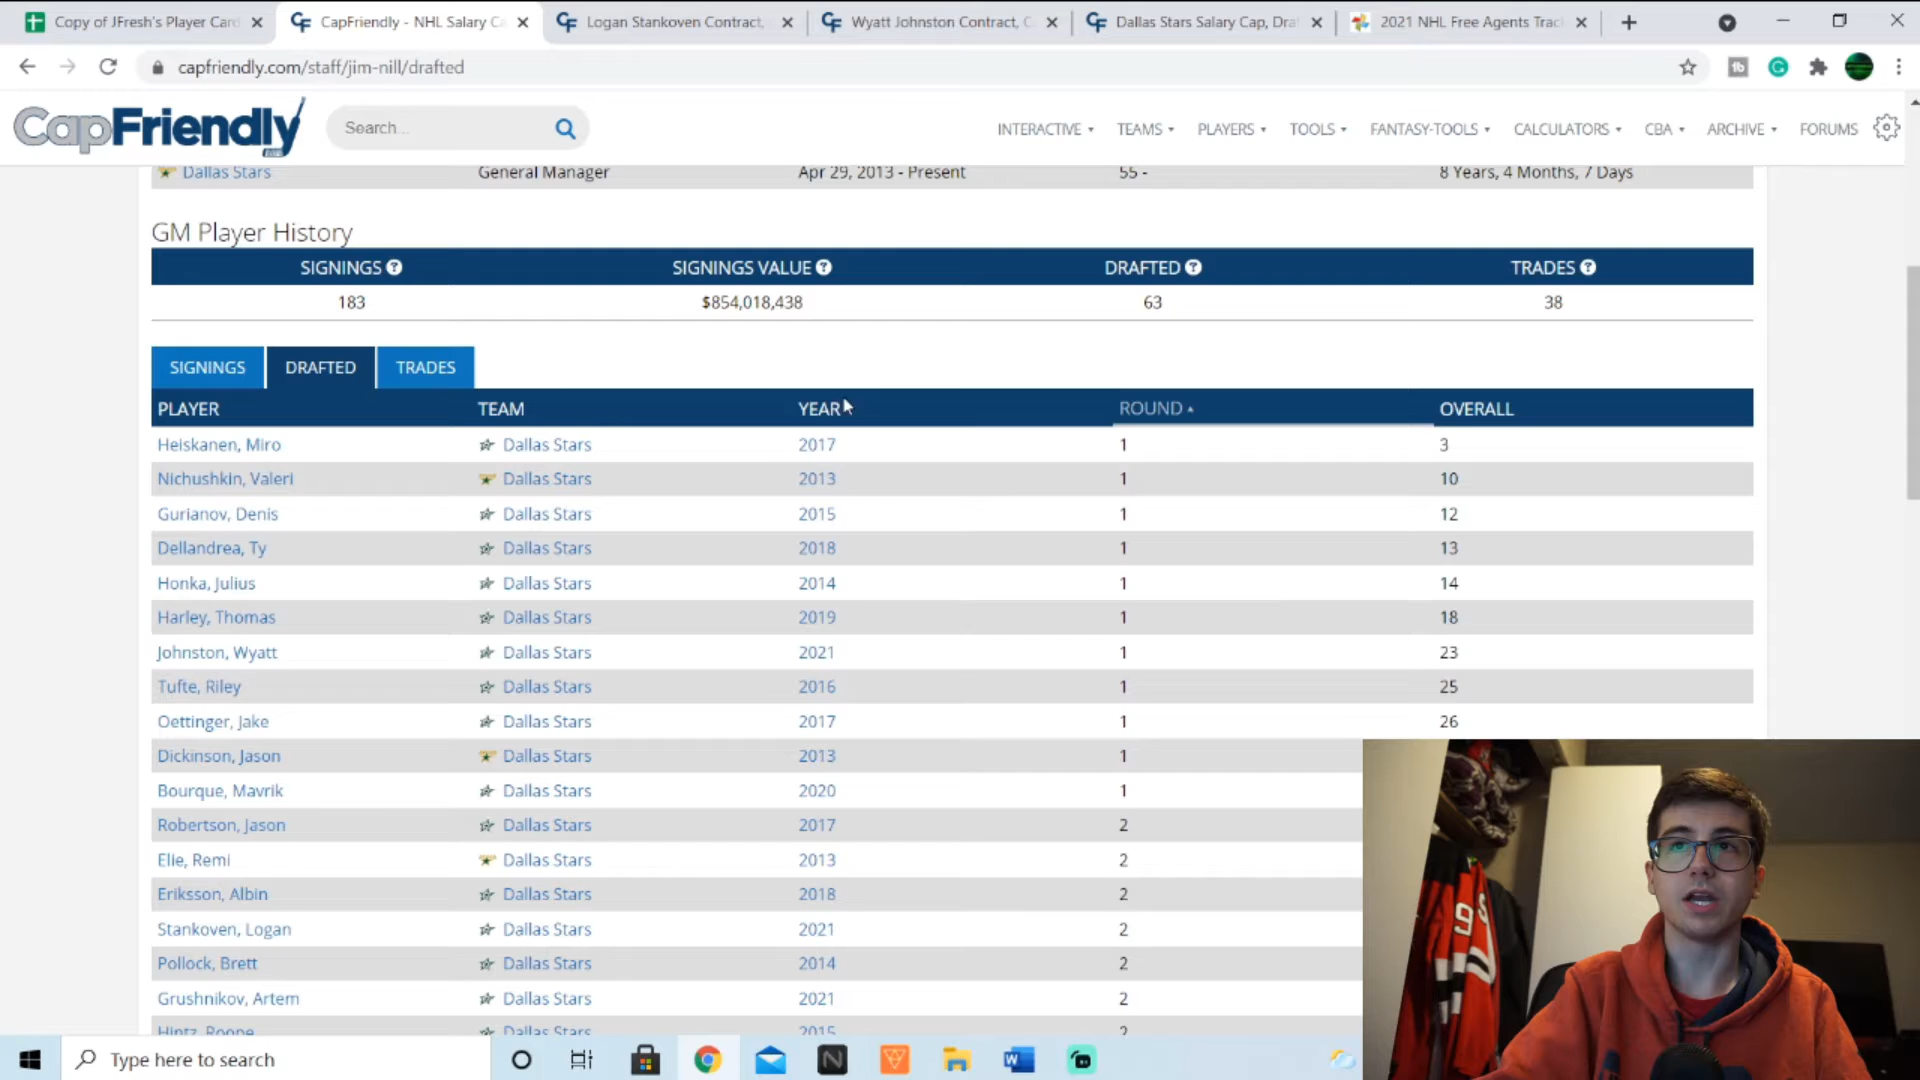 Copy of JFresh's Player Card
CapFriendly - NHL Salary Ca
Logan Stankoven Contract,
Wyatt Johnston Contract, C
Dallas Stars Salary Cap, Dra
2021 NHL Free Agents Trac
capfriendly.com/staff/jim-nill/drafted
CapFriendly
Search...
INTERACTIVE
TEAMS
PLAYERS
TOOLS
FANTASY-TOOLS
CALCULATORS
CBA
ARCHIVE
FORUMS
Dallas Stars General Manager Apr 29, 2013 - Present 55 - 8 Years, 4 Months, 7 Days
GM Player History
SIGNINGS SIGNINGS VALUE DRAFTED TRADES
183 $854,018,438 63 38
SIGNINGS DRAFTED TRADES
PLAYER TEAM YEAR ROUND OVERALL
Heiskanen, Miro Dallas Stars 2017 1 3
Nichushkin, Valeri Dallas Stars 2013 1 10
Gurianov, Denis Dallas Stars 2015 1 12
Dellandrea, Ty Dallas Stars 2018 1 13
Honka, Julius Dallas Stars 2014 1 14
Harley, Thomas Dallas Stars 2019 1 18
Johnston, Wyatt Dallas Stars 2021 1 23
Tufte, Riley Dallas Stars 2016 1 25
Oettinger, Jake Dallas Stars 2017 1 26
Dickinson, Jason Dallas Stars 2013 1
Bourque, Mavrik Dallas Stars 2020 1
Robertson, Jason Dallas Stars 2017 2
Elie, Remi Dallas Stars 2013 2
Eriksson, Albin Dallas Stars 2018 2
Stankoven, Logan Dallas Stars 2021 2
Pollock, Brett Dallas Stars 2014 2
Grushnikov, Artem Dallas Stars 2021 2
Hintz, Roope Dallas Stars 2015 2
Type here to search